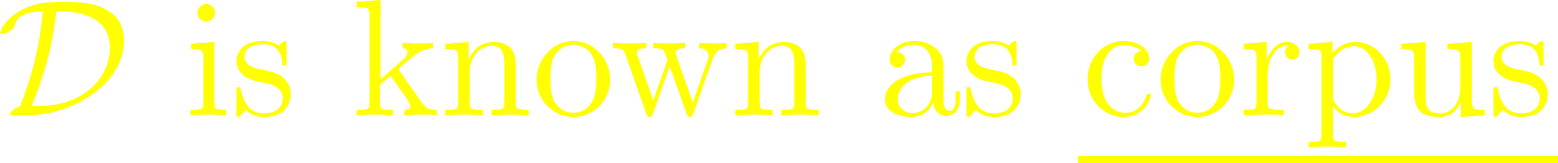 𝒟 is known as corpus